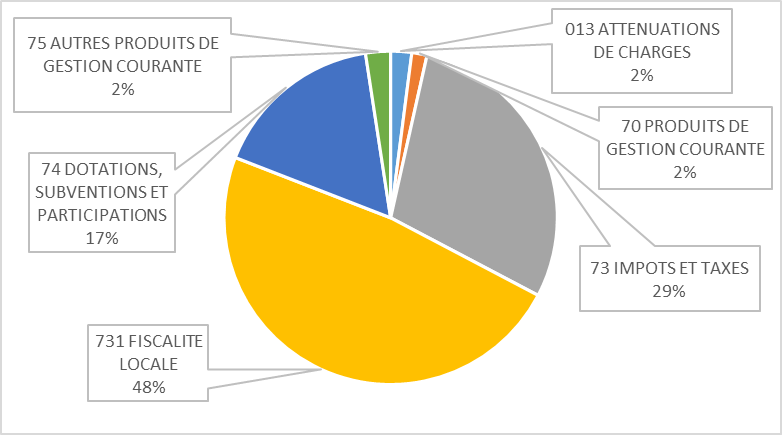 75 AUTRES PRODUITS DE
GESTION COURANTE
2%
013 ATTENUATIONS
DE CHARGES
2%
70 PRODUITS DE
GESTION COURANTE
2%
74 DOTATIONS,
SUBVENTIONS ET
PARTICIPATIONS
17%
73 IMPOTS ET TAXES
29%
731 FISCALITE
LOCALE
48%